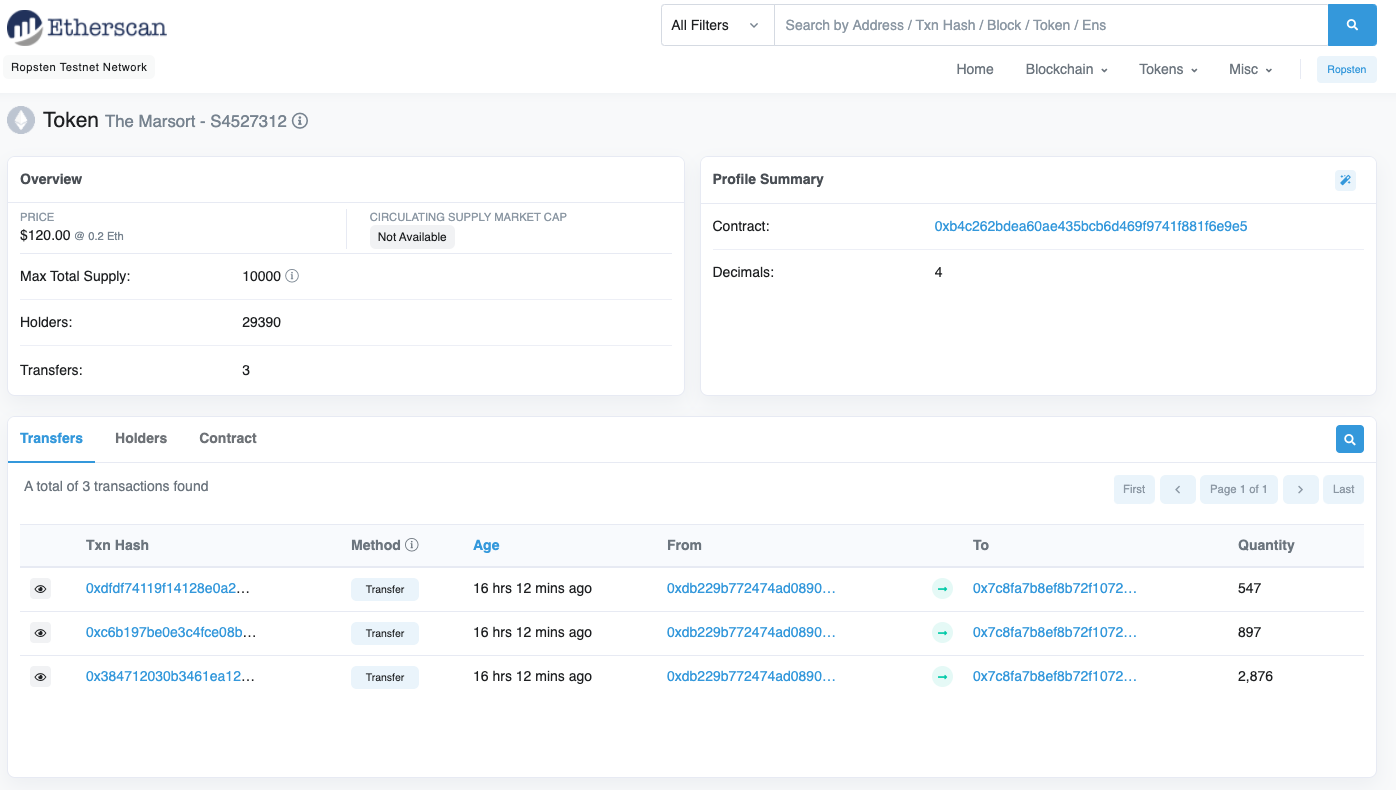 Etherscan
All Filters Search by Address / Txn Hash / Block / Token / Ens
Ropsten Testnet Network
Home Blockchain Tokens Misc Ropsten
Token The Marsort - S4527312
Overview
PRICE
$120.00 @ 0.2 Eth
CIRCULATING SUPPLY MARKET CAP
Not Available
Max Total Supply: 10000
Holders: 29390
Transfers: 3
Profile Summary
Contract: 0xb4c262bdea60ae435bcb6d469f9741f881f6e9e5
Decimals: 4
Transfers Holders Contract
A total of 3 transactions found
First < Page 1 of 1 > Last
Txn Hash Method Age From To Quantity
0xdfdf74119f14128e0a2... Transfer 16 hrs 12 mins ago 0xdb229b772474ad0890... 0x7c8fa7b8ef8b72f1072... 547
0xc6b197be0e3c4fce08b... Transfer 16 hrs 12 mins ago 0xdb229b772474ad0890... 0x7c8fa7b8ef8b72f1072... 897
0x384712030b3461ea12... Transfer 16 hrs 12 mins ago 0xdb229b772474ad0890... 0x7c8fa7b8ef8b72f1072... 2,876